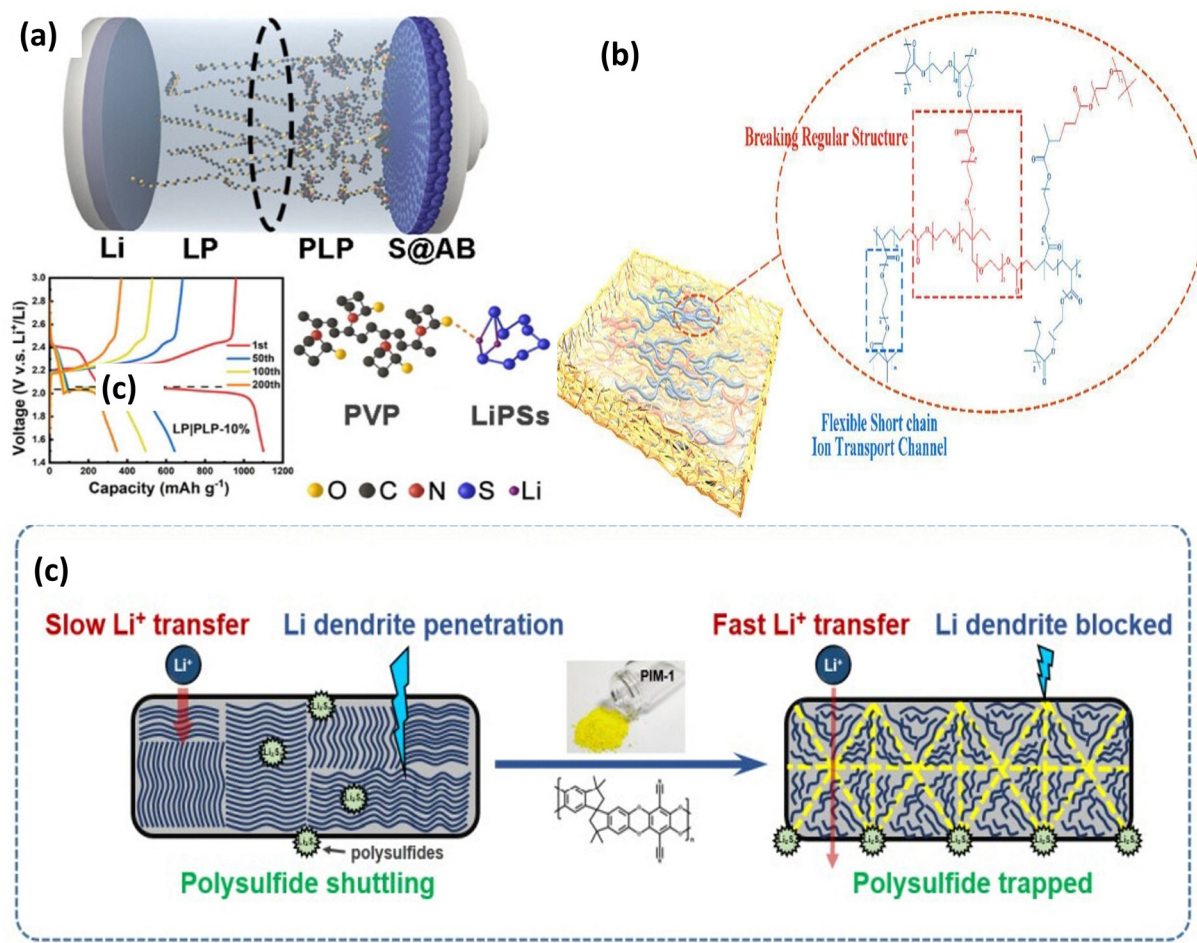 (a)
Li LP PLP S@AB
3.0
2.8
2.6
2.4
2.2
2.0
1.8
1.6
1.4
Voltage (V v.s. Li⁺/Li)
1st
50th
100th
200th
(c)
LP|PLP-10%
0 200 400 600 800 1000 1200
Capacity (mAh g⁻¹)
PVP LiPSs
O C N S Li
(b)
Breaking Regular Structure
Flexible Short chain
Ion Transport Channel
(c)
Slow Li⁺ transfer
Li dendrite penetration
Li⁺
polysulfides
Polysulfide shuttling
PIM-1
Fast Li⁺ transfer
Li dendrite blocked
Li⁺
Polysulfide trapped